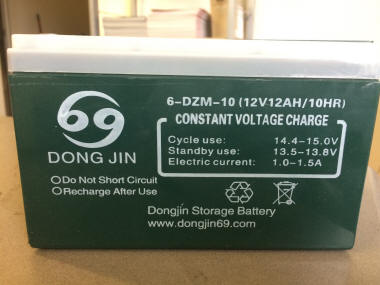 6-DZM-10 (12V12AH/10HR)
CONSTANT VOLTAGE CHARGE
Cycle use: 14.4-15.0V
Standby use: 13.5-13.8V
Electric current: 1.0-1.5A
69
DONG JIN
Do Not Short Circuit
Recharge After Use
Dongjin Storage Battery
www.dongjin69.com